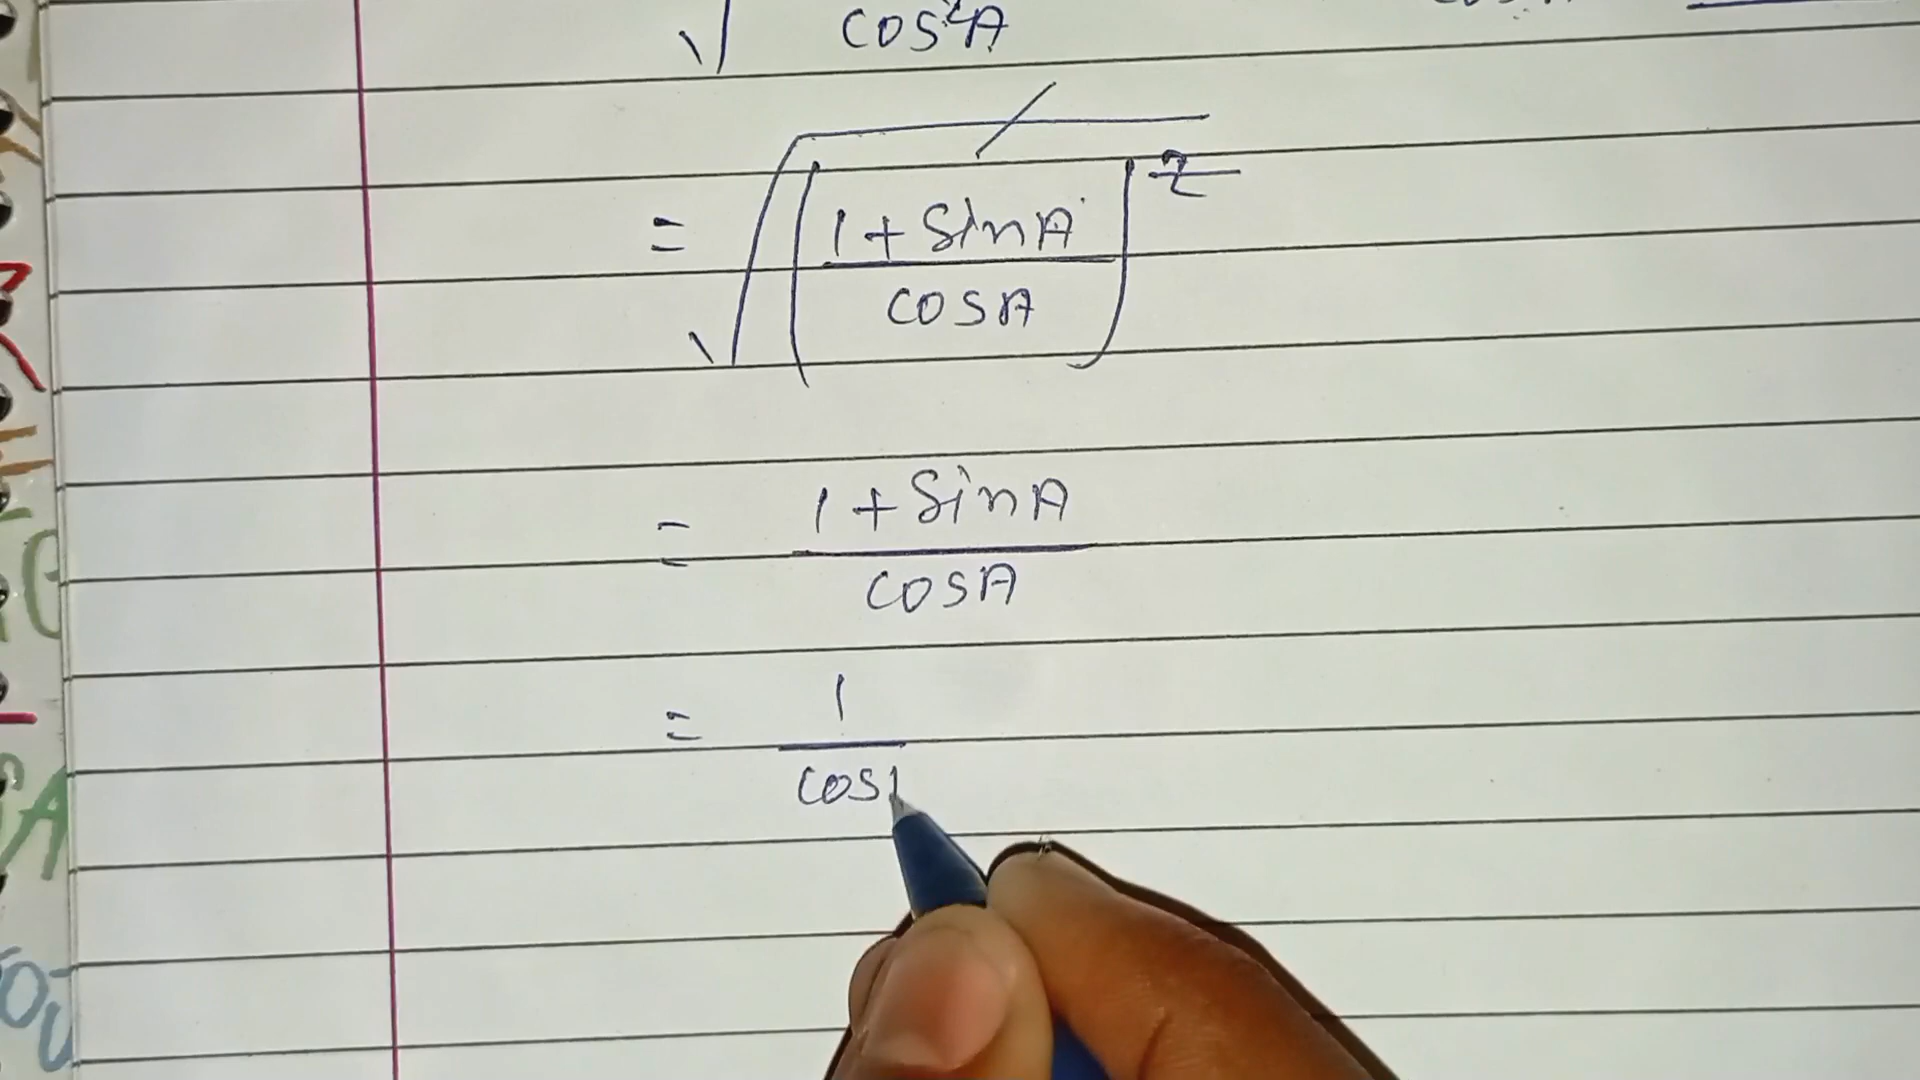 √ cos²A
= √(1 + sinA / cosA)²
= 1 + sinA / cosA
= 1 / cos